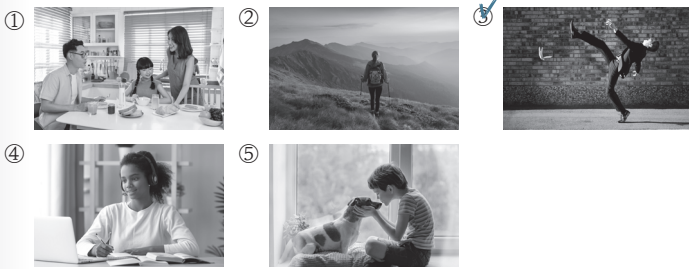 ① ② ③
④ ⑤